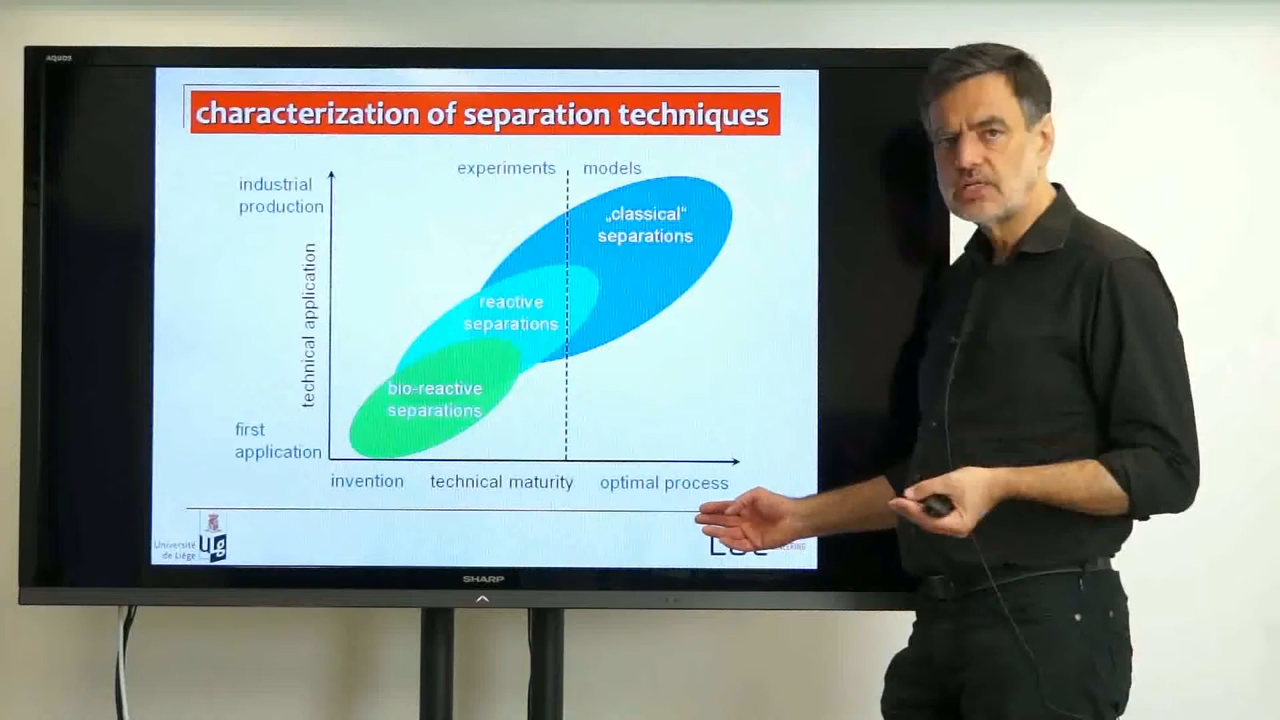 AQUOS
characterization of separation techniques
experiments
models
industrial
production
„classical“
separations
reactive
separations
technical application
bio-reactive
separations
first
application
invention
technical maturity
optimal process
Université
de Liège
ULg
SHARP